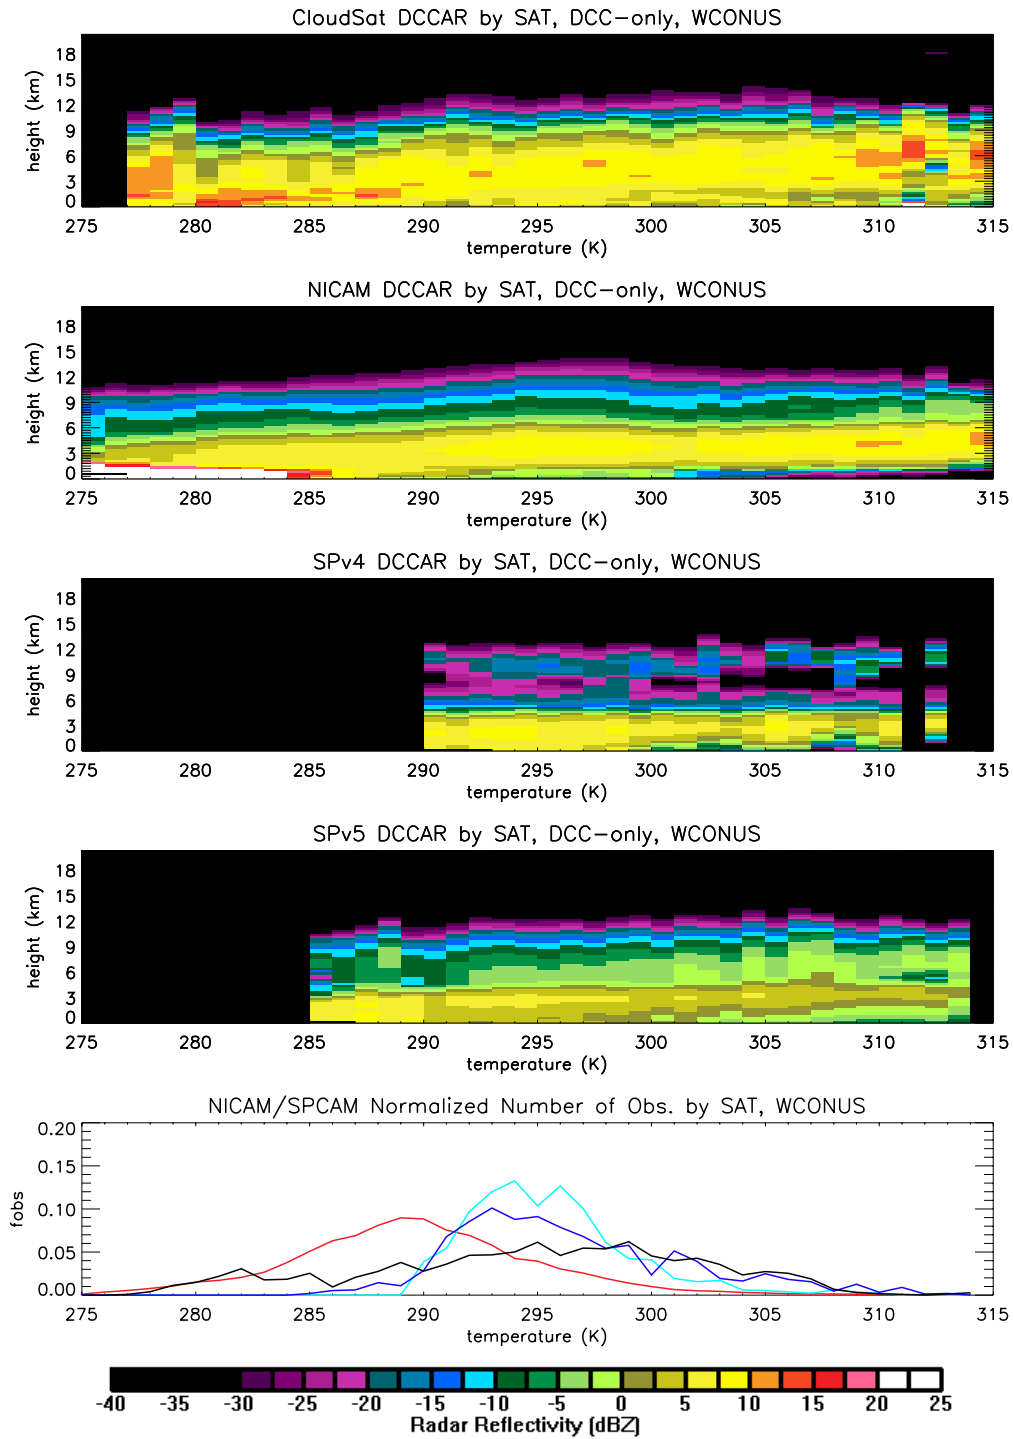 CloudSat DCCAR by SAT, DCC-only, WCONUS
18
15
12
9
6
3
0
height (km)
275 280 285 290 295 300 305 310 315
temperature (K)
NICAM DCCAR by SAT, DCC-only, WCONUS
18
15
12
9
6
3
0
height (km)
275 280 285 290 295 300 305 310 315
temperature (K)
SPv4 DCCAR by SAT, DCC-only, WCONUS
18
15
12
9
6
3
0
height (km)
275 280 285 290 295 300 305 310 315
temperature (K)
SPv5 DCCAR by SAT, DCC-only, WCONUS
18
15
12
9
6
3
0
height (km)
275 280 285 290 295 300 305 310 315
temperature (K)
NICAM/SPCAM Normalized Number of Obs. by SAT, WCONUS
0.20
0.15
0.10
0.05
0.00
fobs
275 280 285 290 295 300 305 310 315
temperature (K)
-40 -35 -30 -25 -20 -15 -10 -5 0 5 10 15 20 25
Radar Reflectivity (dBZ)